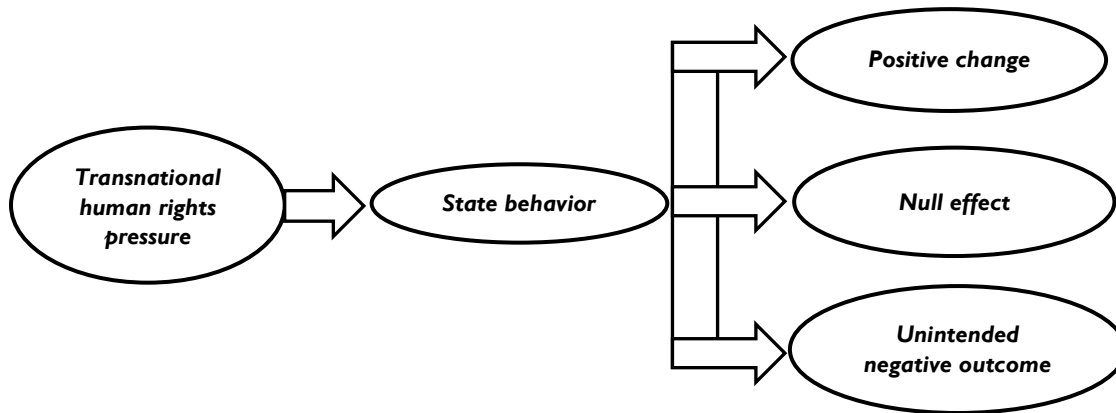 Transnational
human rights
pressure
State behavior
Positive change
Null effect
Unintended
negative outcome